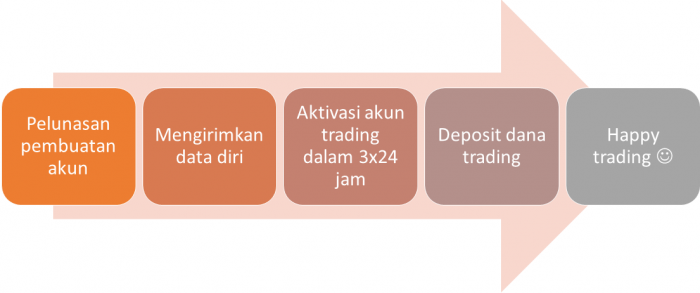 Pelunasan
pembuatan
akun
Mengirimkan
data diri
Aktivasi akun
trading
dalam 3x24
jam
Deposit dana
trading
Happy
trading ☺